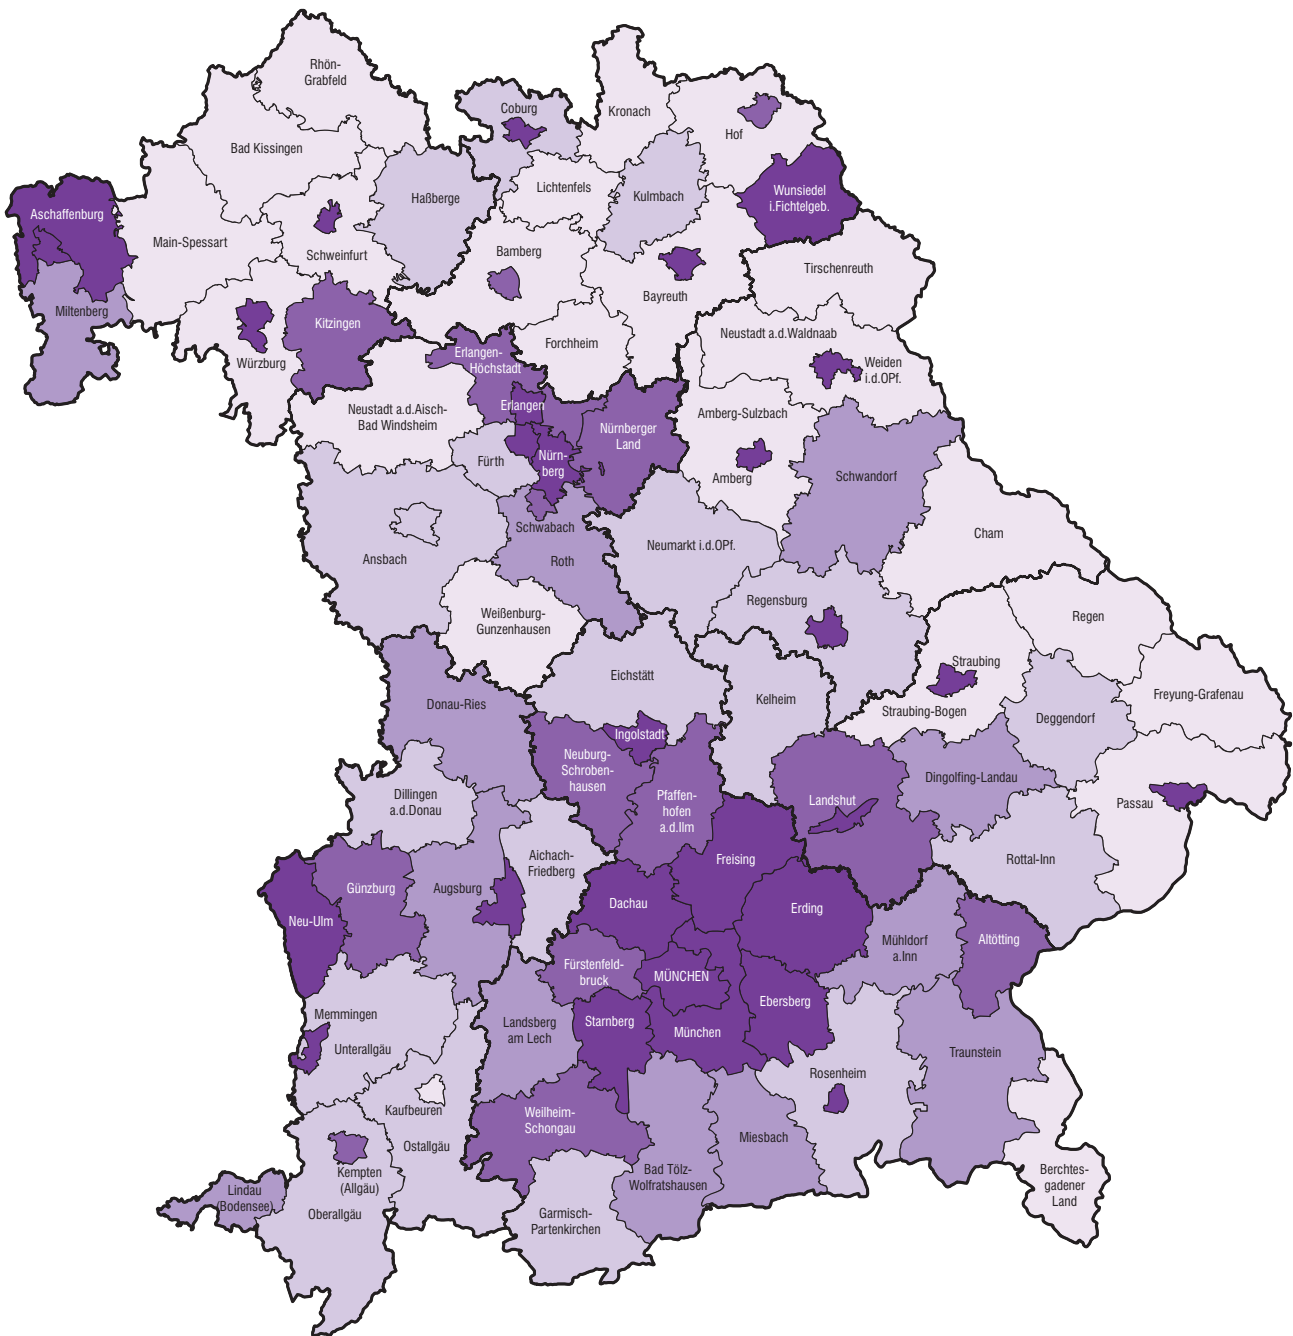 Rhön-
Grabfeld
Coburg
Kronach
Hof
Bad Kissingen
Lichtenfels
Kulmbach
Wunsiedel
i.Fichtelgeb.
Haßberge
Aschaffenburg
Main-Spessart
Schweinfurt
Bamberg
Bayreuth
Tirschenreuth
Miltenberg
Kitzingen
Würzburg
Forchheim
Neustadt a.d.Waldnaab
Erlangen-
Höchstadt
Weiden
i.d.OPf.
Erlangen
Neustadt a.d.Aisch-
Bad Windsheim
Nürnberger
Land
Amberg-Sulzbach
Fürth
Nürn-
berg
Amberg
Schwandorf
Schwabach
Cham
Ansbach
Roth
Neumarkt i.d.OPf.
Regensburg
Weißenburg-
Gunzenhausen
Regen
Straubing
Eichstätt
Freyung-Grafenau
Donau-Ries
Kelheim
Straubing-Bogen
Deggendorf
Ingolstadt
Neuburg-
Schroben-
hausen
Dingolfing-Landau
Dillingen
a.d.Donau
Pfaffen-
hofen
a.d.Ilm
Landshut
Passau
Aichach-
Friedberg
Freising
Rottal-Inn
Günzburg
Augsburg
Dachau
Erding
Neu-Ulm
Mühldorf
a.Inn
Altötting
Fürstenfeld-
bruck
MÜNCHEN
Ebersberg
Memmingen
Landsberg
am Lech
Starnberg
München
Unterallgäu
Traunstein
Rosenheim
Kaufbeuren
Weilheim-
Schongau
Miesbach
Ostallgäu
Kempten
(Allgäu)
Bad Tölz-
Wolfratshausen
Berchtes-
gadener
Land
Lindau
(Bodensee)
Oberallgäu
Garmisch-
Partenkirchen